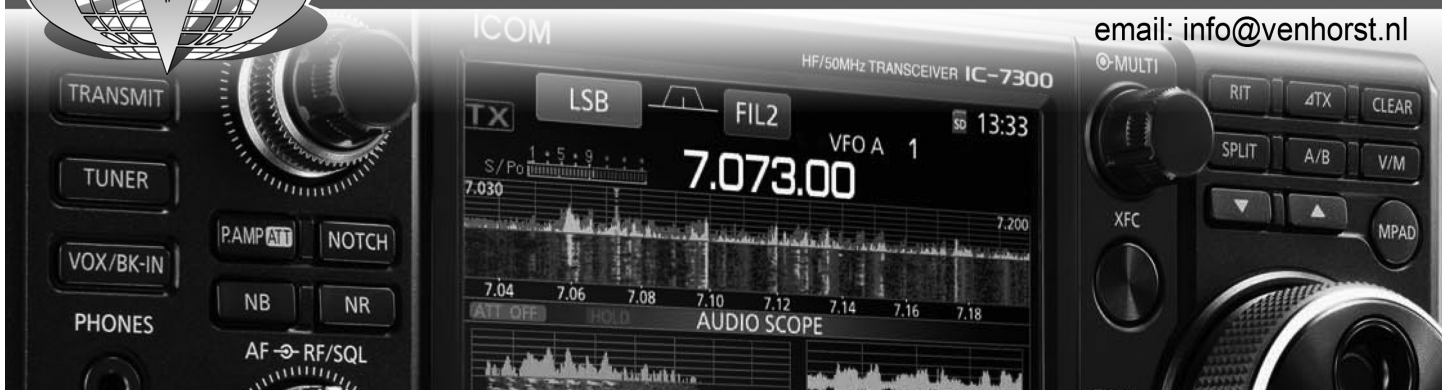 email: info@venhorst.nl
ICOM
HF/50MHz TRANSCEIVER IC-7300
TRANSMIT
TUNER
VOX/BK-IN
PHONES
P.AMP ATT
NOTCH
NB
NR
AF RF/SQL
TX
LSB
FIL2
SD 13:33
VFO A 1
S/Po 1 5 9
7.073.00
7.030
7.200
7.04 7.06 7.08 7.10 7.12 7.14 7.16 7.18
ATT OFF
HOLD
AUDIO SCOPE
MULTI
RIT
⊿TX
CLEAR
SPLIT
A/B
V/M
XFC
MPAD